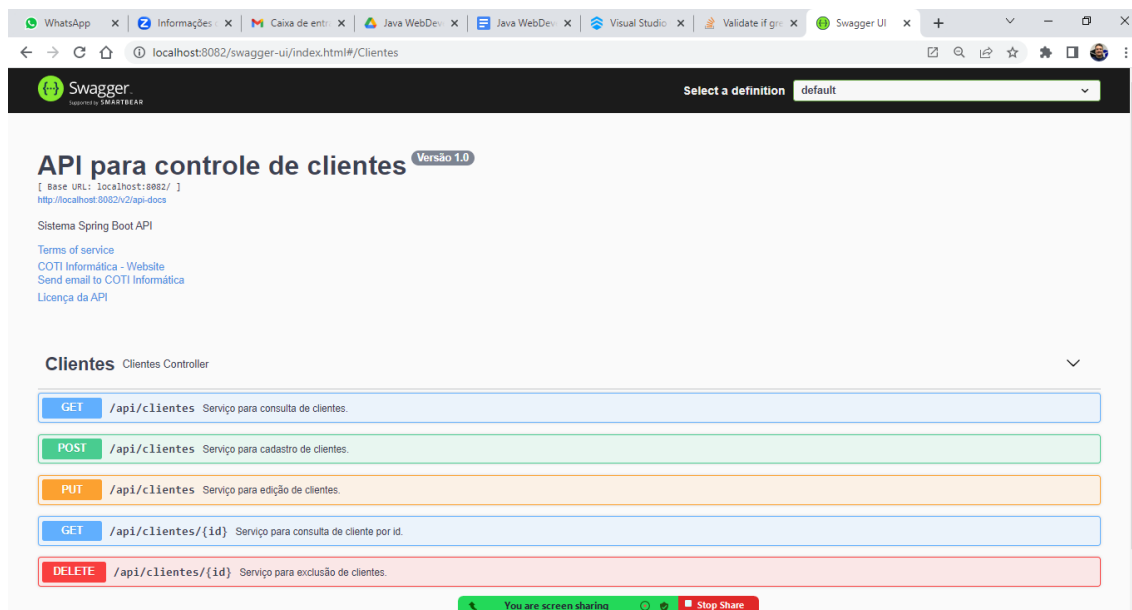 WhatsApp Informações Caixa de entr Java WebDev Java WebDev Visual Studio Validate if gre Swagger UI
localhost:8082/swagger-ui/index.html#/Clientes
Swagger. Select a definition default
Supported by SMARTBEAR
API para controle de clientes Versão 1.0
[ Base URL: localhost:8082/ ]
http://localhost:8082/v2/api-docs
Sistema Spring Boot API
Terms of service
COTI Informática - Website
Send email to COTI Informática
Licença da API
Clientes Clientes Controller
GET /api/clientes Serviço para consulta de clientes.
POST /api/clientes Serviço para cadastro de clientes.
PUT /api/clientes Serviço para edição de clientes.
GET /api/clientes/{id} Serviço para consulta de cliente por id.
DELETE /api/clientes/{id} Serviço para exclusão de clientes.
You are screen sharing Stop Share